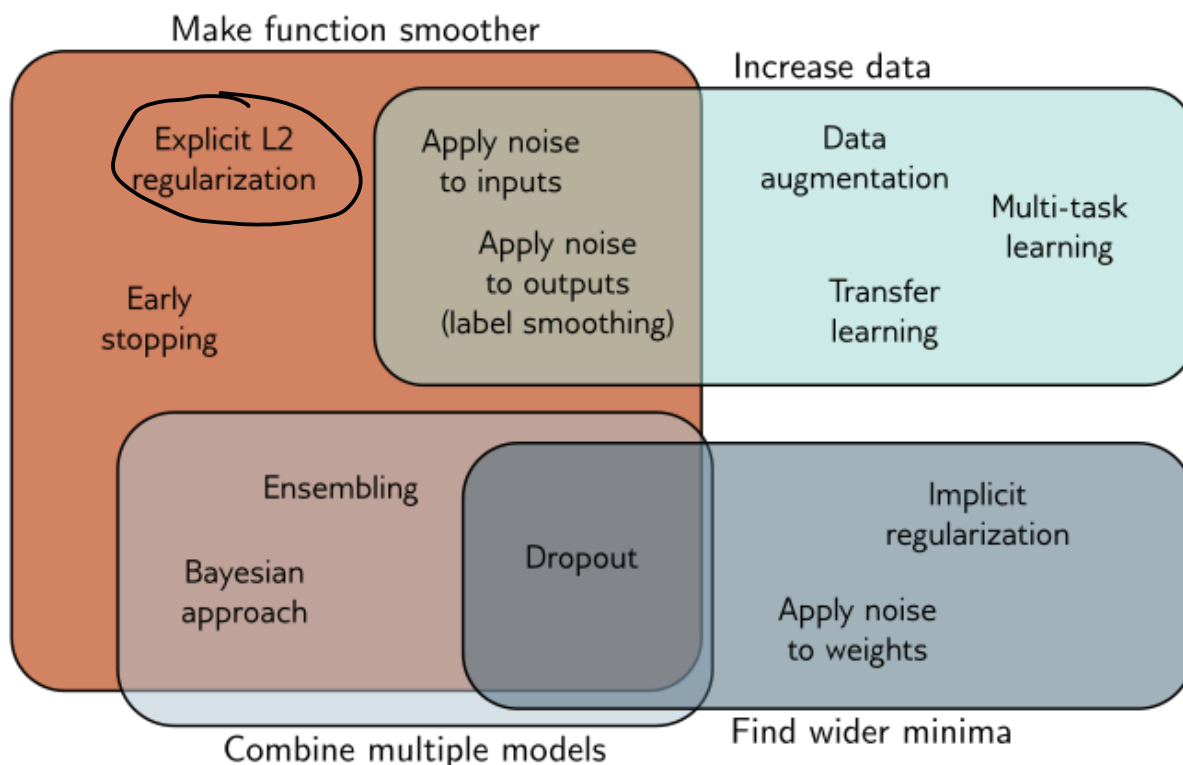 Make function smoother
Increase data
Explicit L2
regularization
Apply noise
to inputs
Data
augmentation
Multi-task
learning
Apply noise
to outputs
(label smoothing)
Early
stopping
Transfer
learning
Ensembling
Implicit
regularization
Dropout
Bayesian
approach
Apply noise
to weights
Find wider minima
Combine multiple models